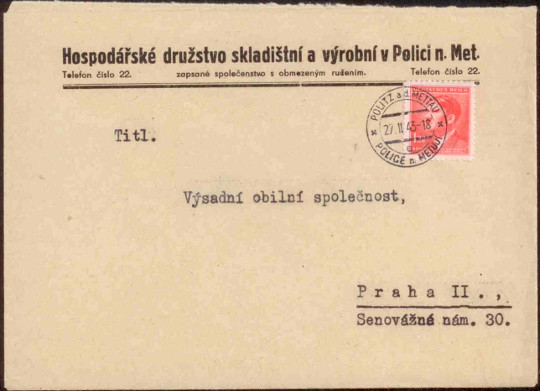 Hospodářské družstvo skladištní a výrobní v Polici n. Met.
Telefon číslo 22. zapsané společenstvo s obmezeným ručením. Telefon číslo 22.
POLITZ a.d. METTAU
27.II.43-18
POLICE n. METUJÍ
Titl.
Výsadní obilní společnost,
Praha II.,
Senovážné nám. 30.